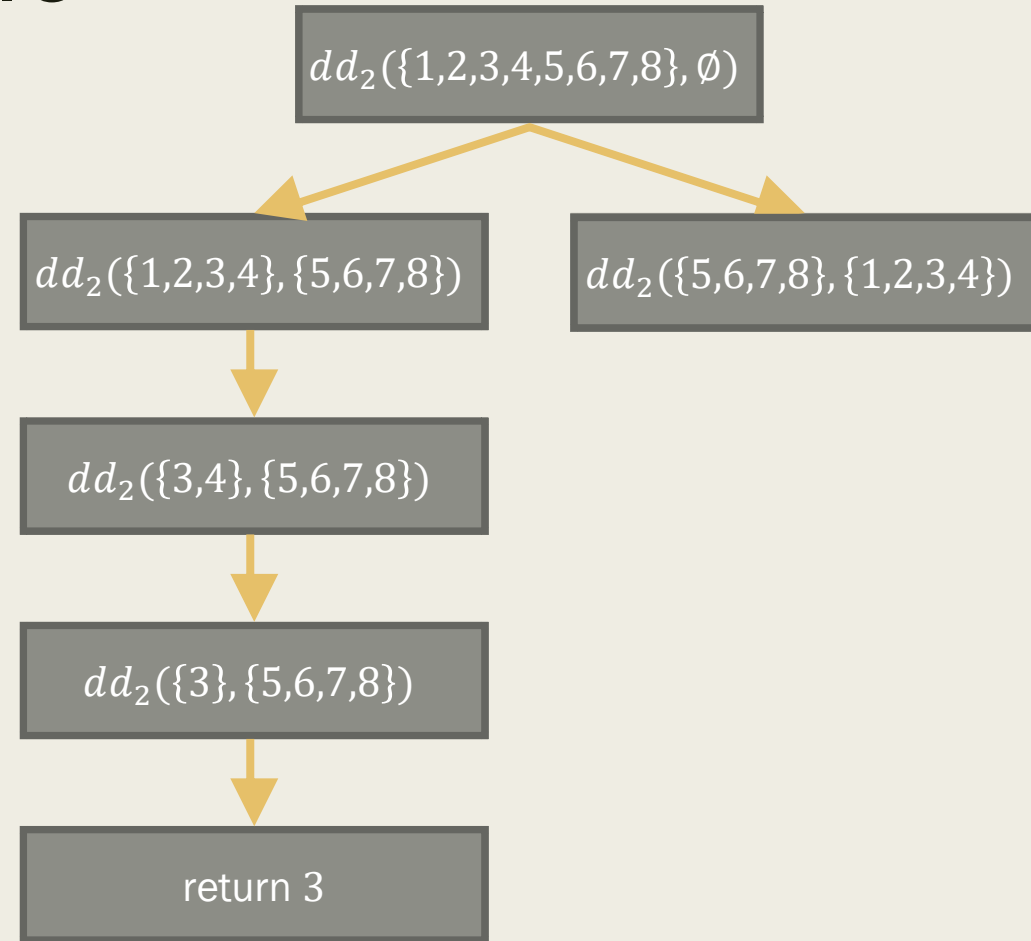 dd₂({1,2,3,4,5,6,7,8}, ∅)
dd₂({1,2,3,4}, {5,6,7,8})
dd₂({5,6,7,8}, {1,2,3,4})
dd₂({3,4}, {5,6,7,8})
dd₂({3}, {5,6,7,8})
return 3